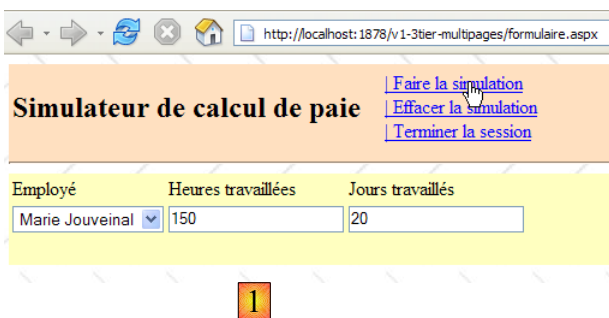 http://localhost:1878/v1-3tier-multipages/formulaire.aspx
| Faire la simulation
Simulateur de calcul de paie
| Effacer la simulation
| Terminer la session
Employé Heures travaillées Jours travaillés
Marie Jouveinal 150 20
1